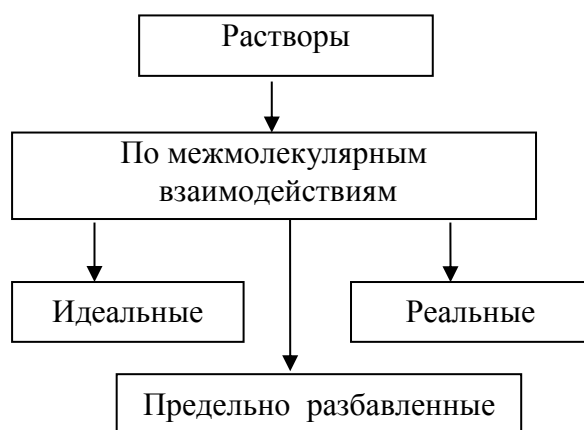 Растворы
По межмолекулярным
взаимодействиям
Идеальные
Реальные
Предельно разбавленные